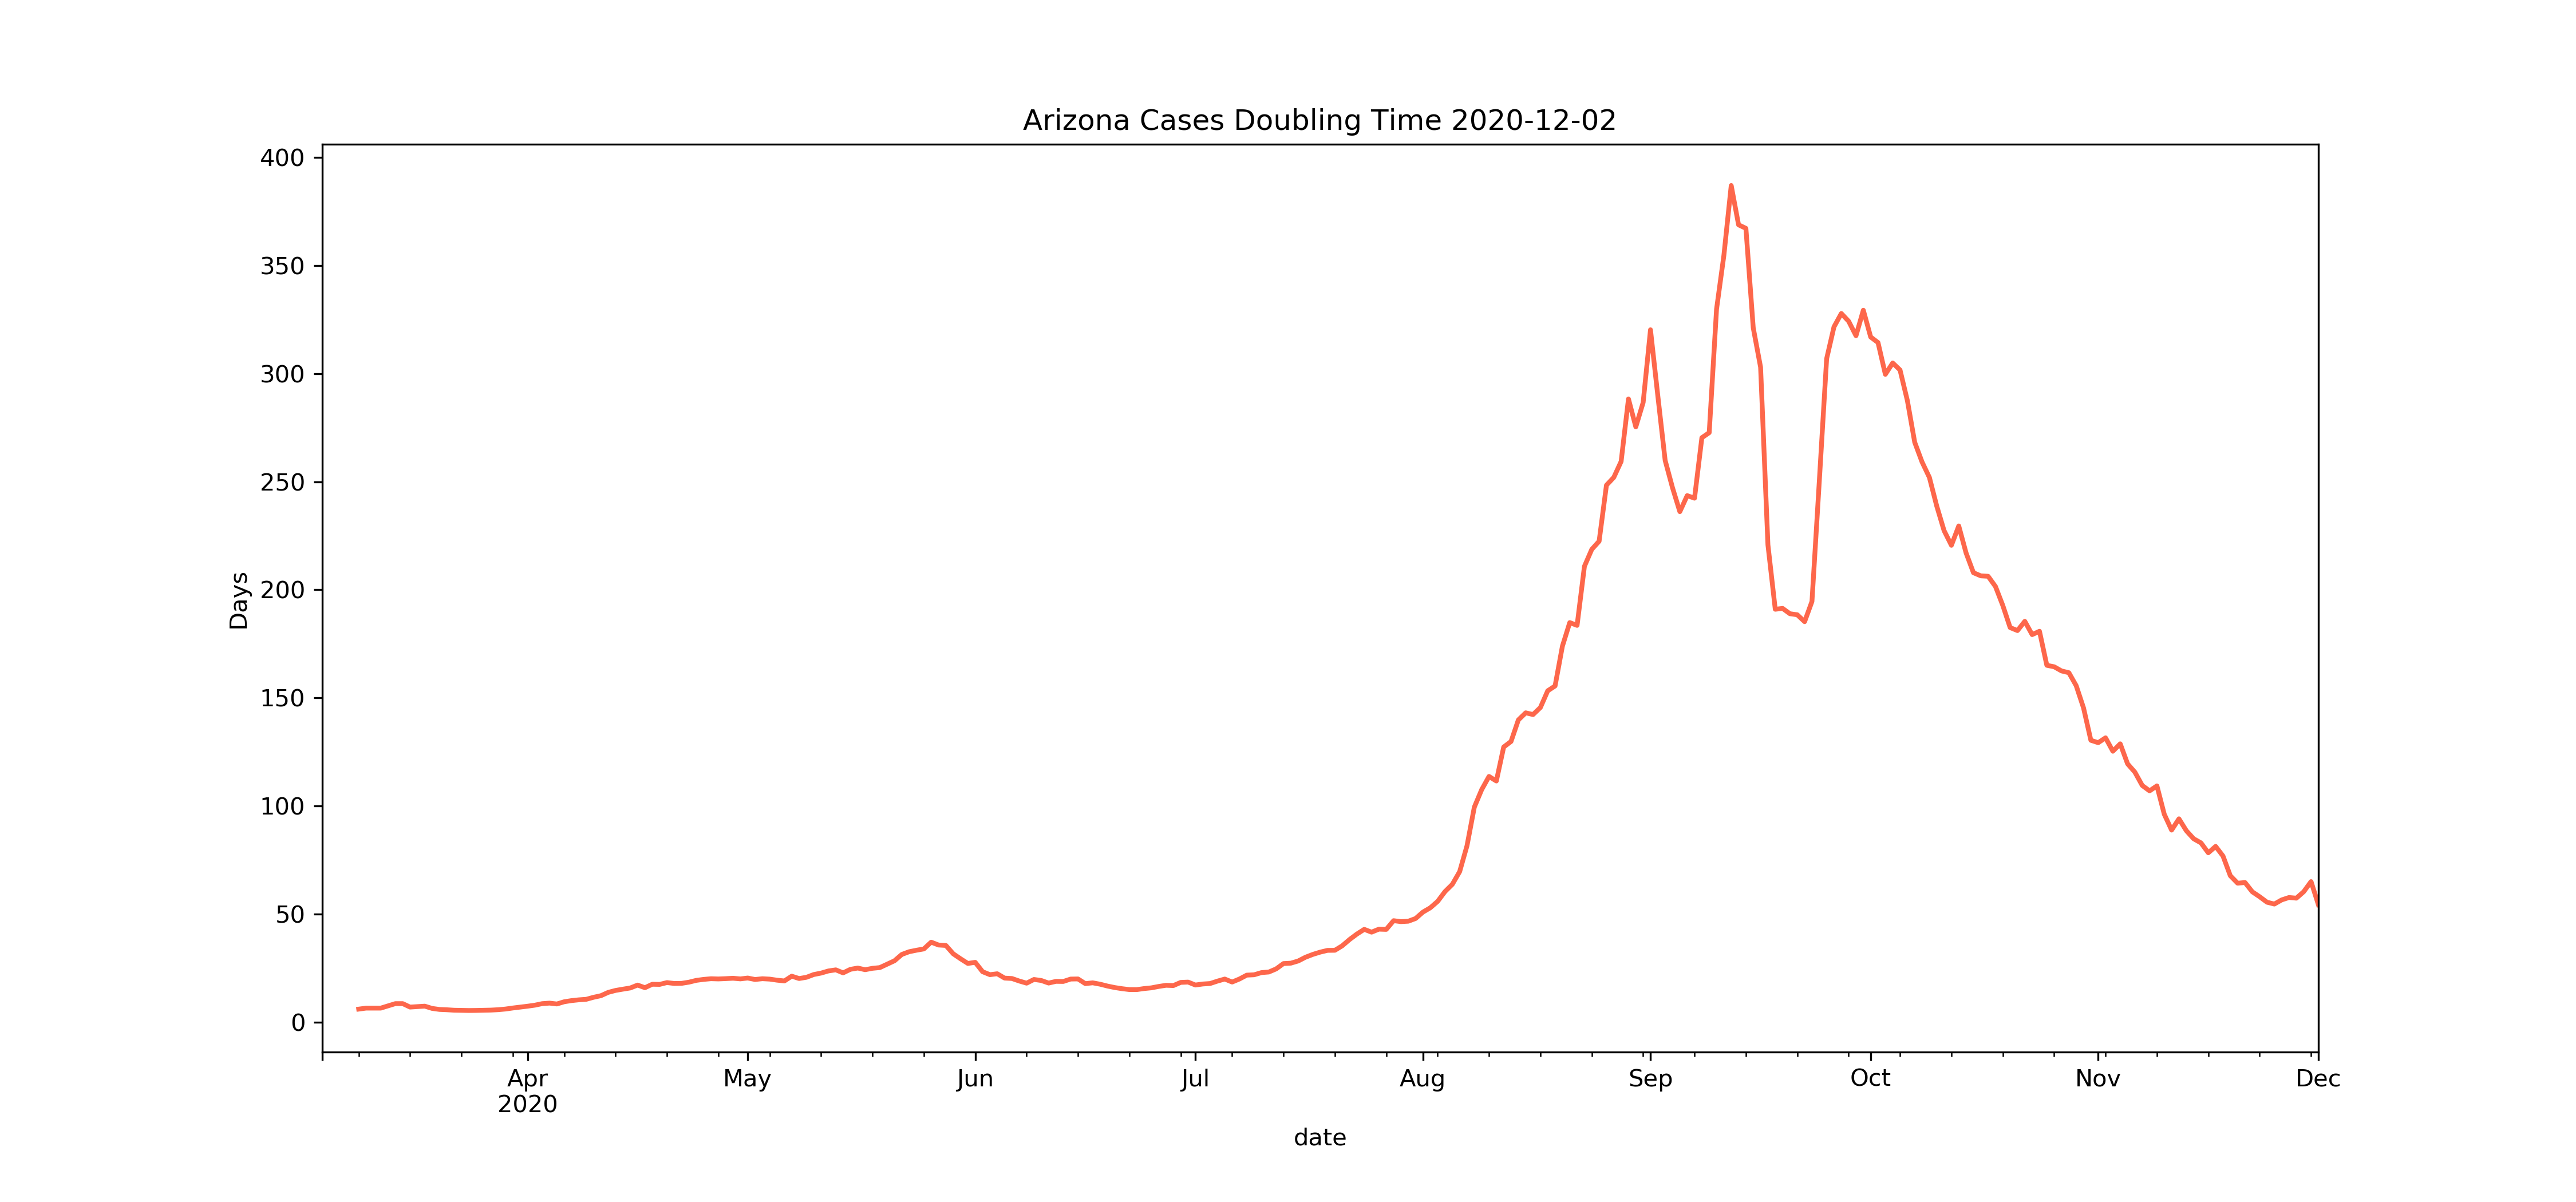 Arizona Cases Doubling Time 2020-12-02
400
350
300
250
200
150
100
50
0
Days
Apr May Jun Jul Aug Sep Oct Nov Dec
2020
date